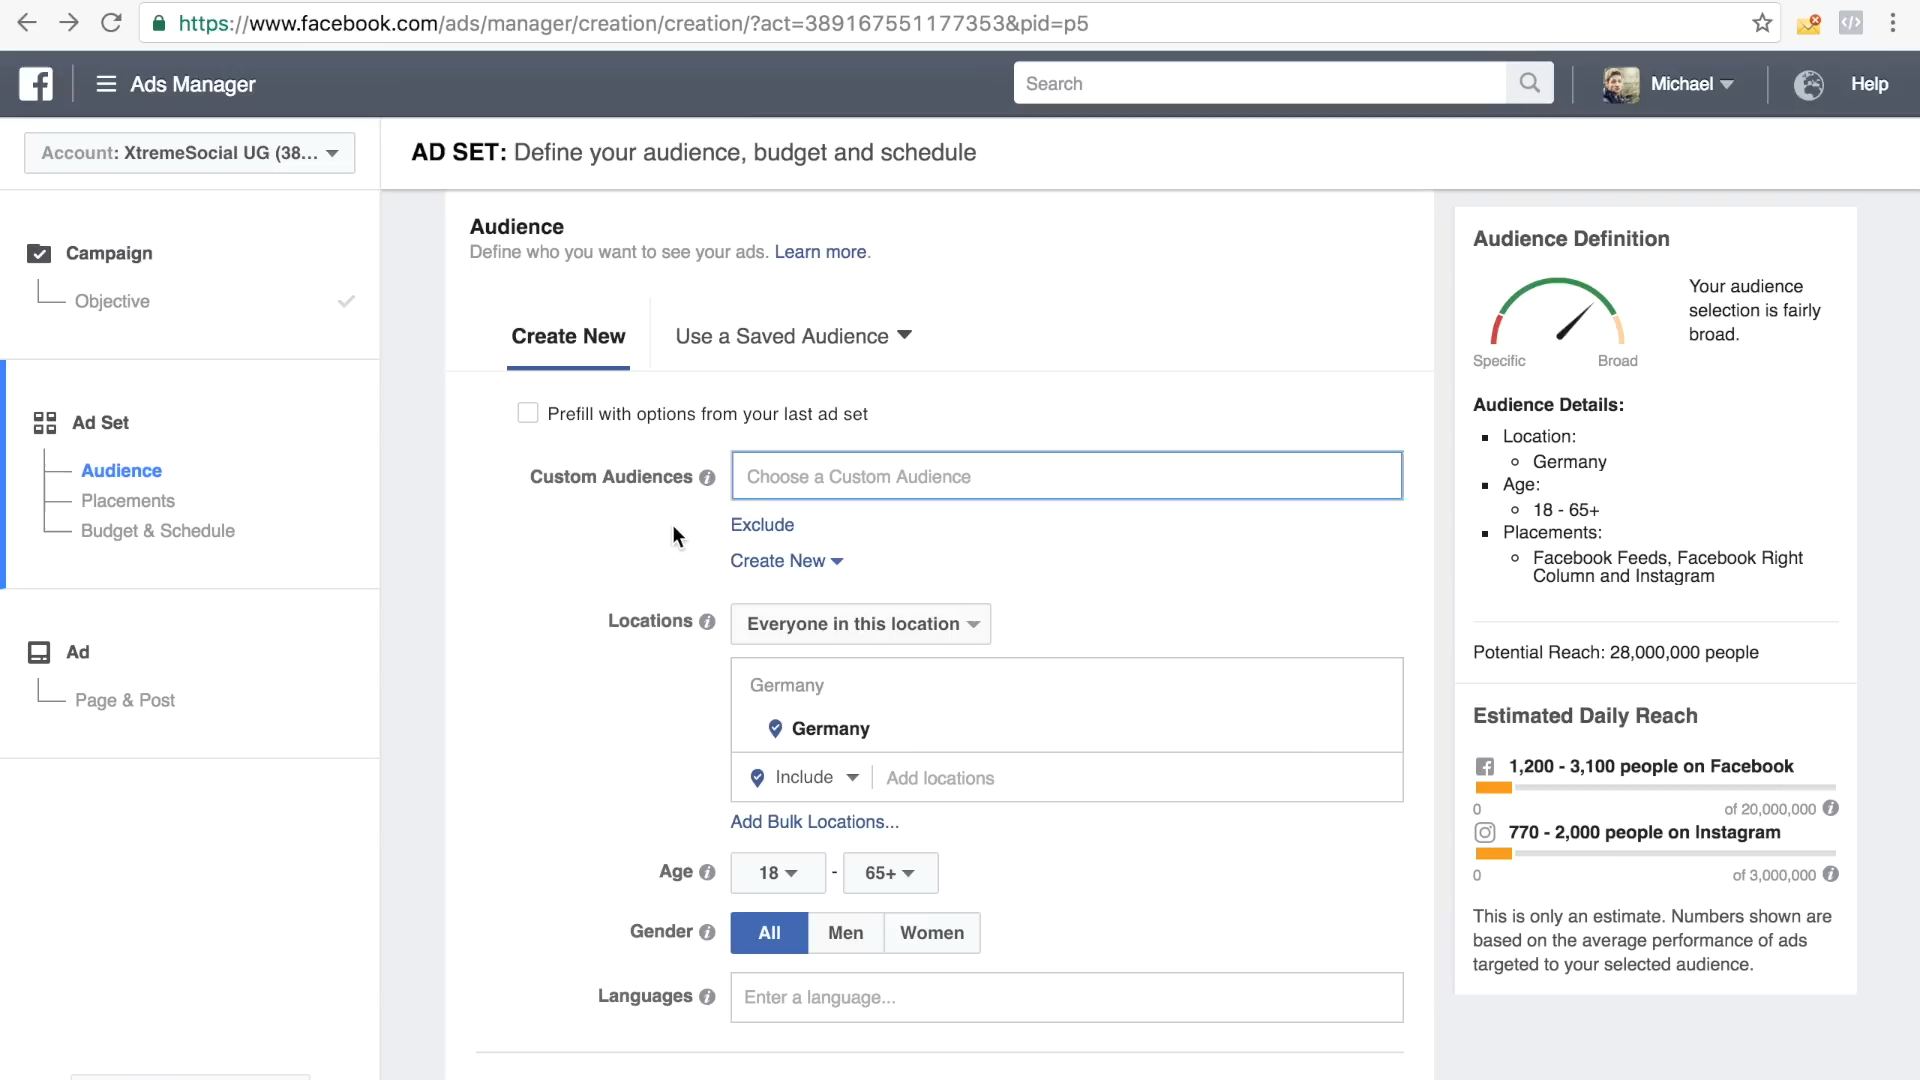 https://www.facebook.com/ads/manager/creation/creation/?act=389167551177353&pid=p5
Ads Manager
Search
Michael
Help
Account: XtremeSocial UG (38...
AD SET: Define your audience, budget and schedule
Campaign
Objective
Ad Set
Audience
Placements
Budget & Schedule
Ad
Page & Post
Audience
Define who you want to see your ads. Learn more.
Create New
Use a Saved Audience
Prefill with options from your last ad set
Custom Audiences
Choose a Custom Audience
Exclude
Create New
Locations
Everyone in this location
Germany
Germany
Include
Add locations
Add Bulk Locations...
Age
18
-
65+
Gender
All
Men
Women
Languages
Enter a language...
Audience Definition
Your audience
selection is fairly
broad.
Specific
Broad
Audience Details:
Location:
Germany
Age:
18 - 65+
Placements:
Facebook Feeds, Facebook Right
Column and Instagram
Potential Reach: 28,000,000 people
Estimated Daily Reach
1,200 - 3,100 people on Facebook
0
of 20,000,000
770 - 2,000 people on Instagram
0
of 3,000,000
This is only an estimate. Numbers shown are
based on the average performance of ads
targeted to your selected audience.